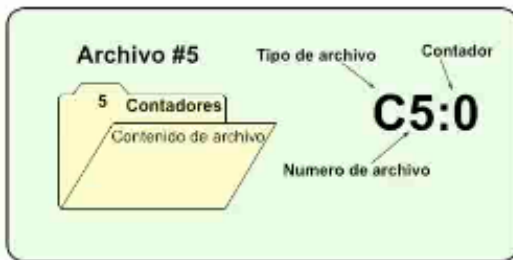 Archivo #5
5 Contadores
Contenido de archivo
Tipo de archivo
Contador
C5:0
Numero de archivo